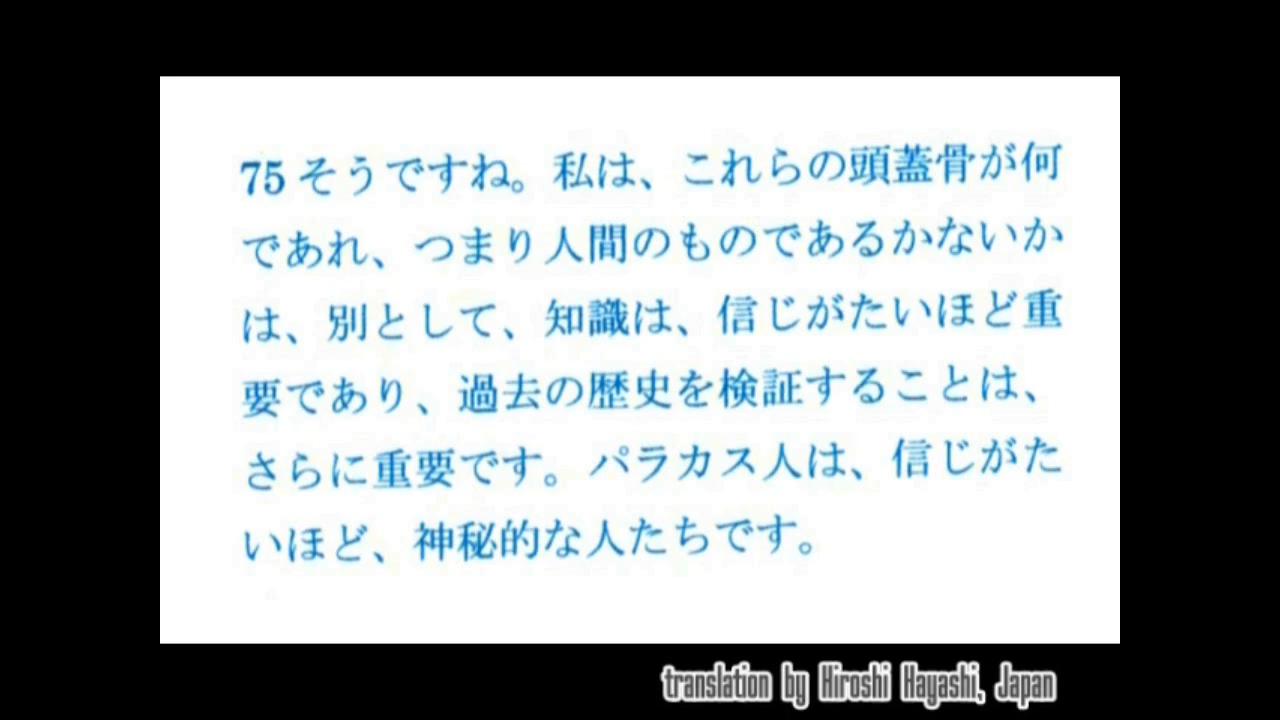 75 そうですね。私は、これらの頭蓋骨が何
であれ、つまり人間のものであるかないか
は、別として、知識は、信じがたいほど重
要であり、過去の歴史を検証することは、
さらに重要です。パラカス人は、信じがた
いほど、神秘的な人たちです。
translation by Hiroshi Hayashi, Japan